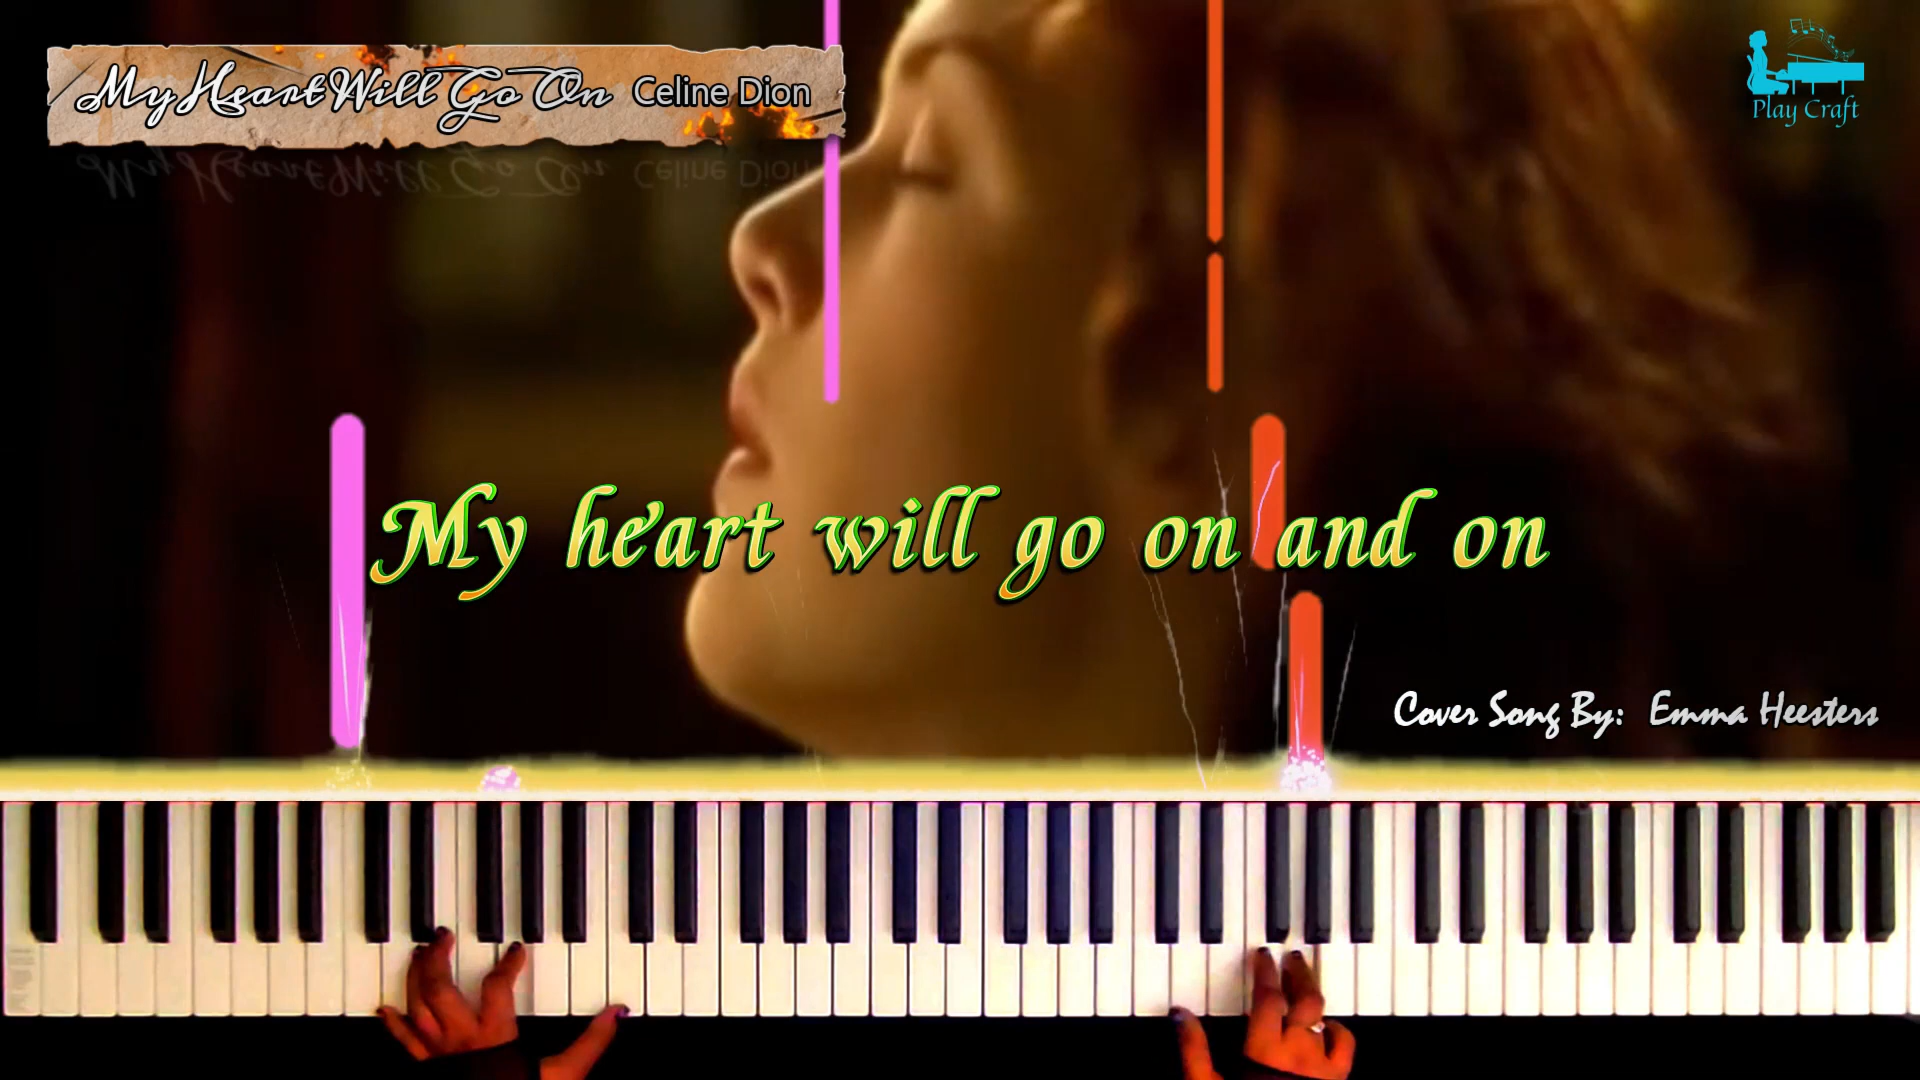 My Heart Will Go On Celine Dion
Play Craft
My heart will go on and on
Cover Song By: Emma Heesters